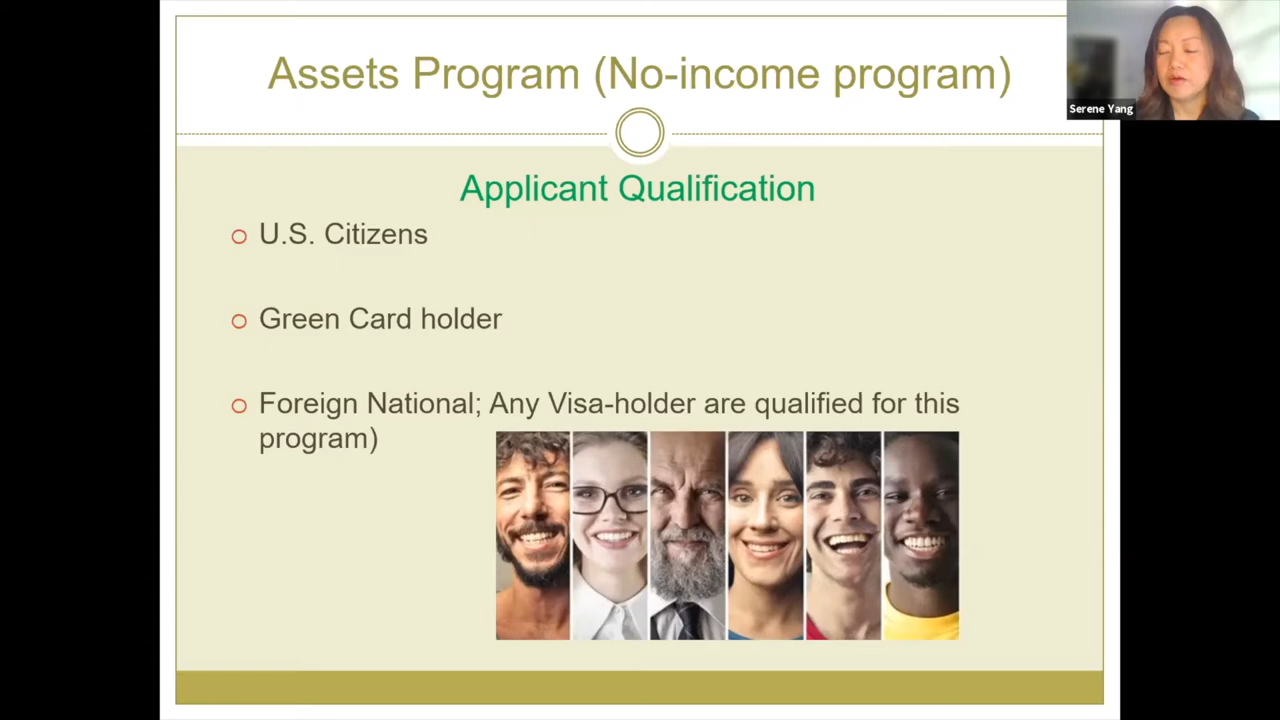 Assets Program (No-income program)
Serene Yang
Applicant Qualification
U.S. Citizens
Green Card holder
Foreign National; Any Visa-holder are qualified for this
program)